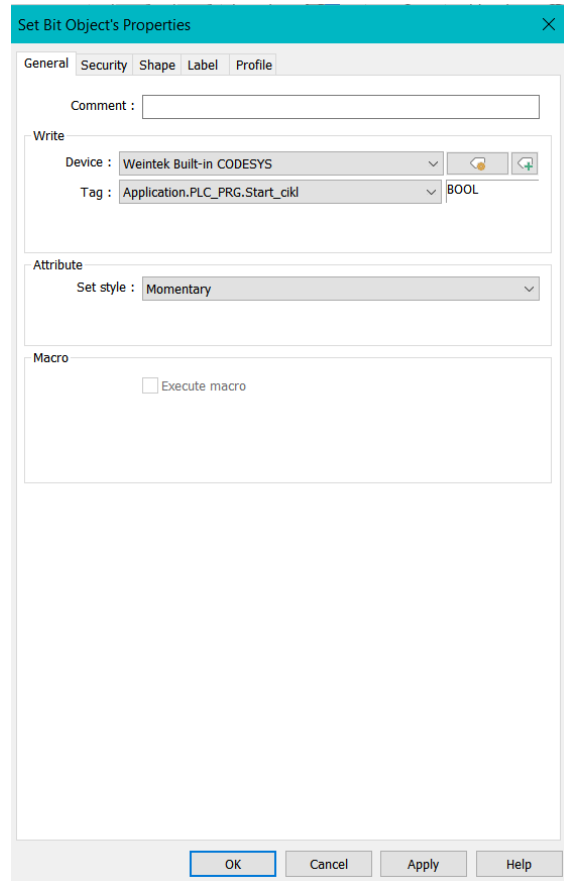 Set Bit Object's Properties
General Security Shape Label Profile
Comment :
Write
Device : Weintek Built-in CODESYS
Tag : Application.PLC_PRG.Start_cikl BOOL
Attribute
Set style : Momentary
Macro
Execute macro
OK Cancel Apply Help